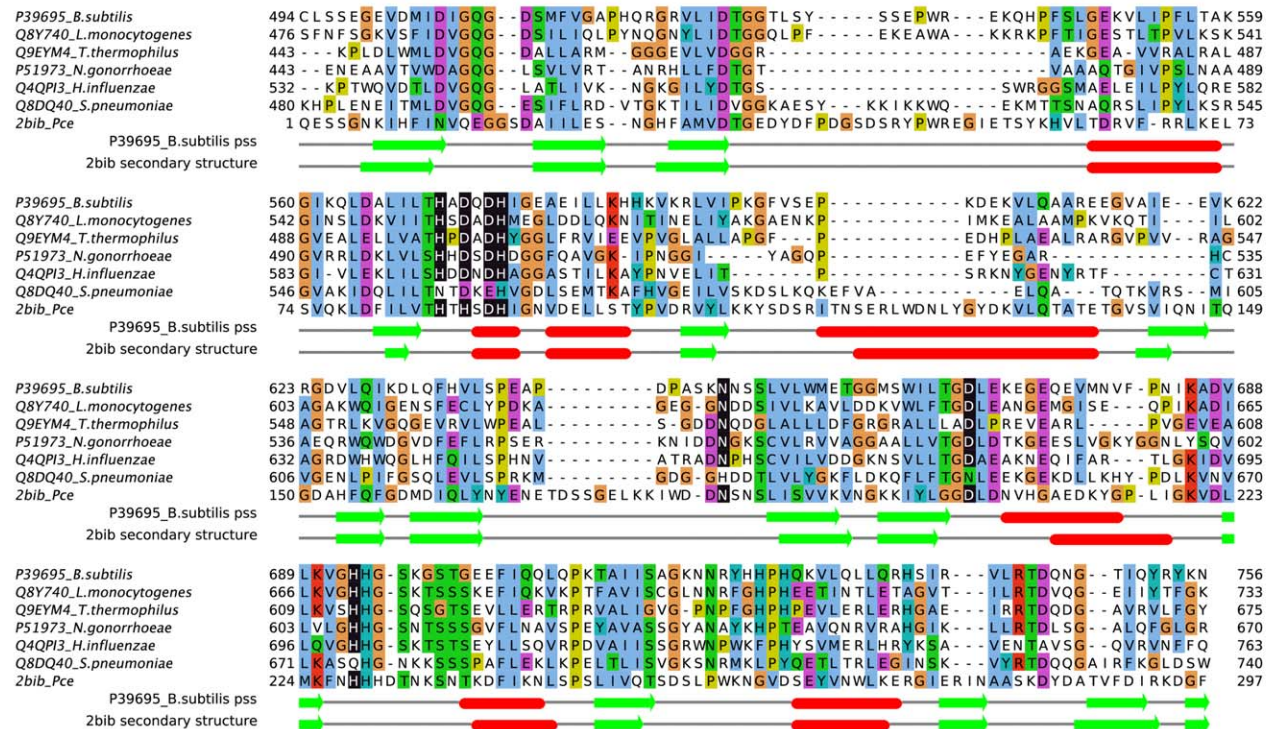 P39695_B.subtilis 494 CLSSEGEVDMIDIGQG--DSMFVGAPHQRGRVLIDTGGTLSY------SSEPWR---EKQHPFSLGEKVLIPFLTAK 559
Q8Y740_L.monocytogenes 476 SFNFSGKVSFIDVGQG--DSILIQLPYNQGNYLIDTGGQLPF------EKEAWA---KKRKPFTIGESTLTPVLKSK 541
Q9EYM4_T.thermophilus 443 ----KPLDLWMLDVGQG--DALLARM---GGGEVLVDGGR-----------------------AEKGEA-VVRALRAL 487
P51973_N.gonorrhoeae 443 --ENEAAVTVWDAGQG--LSVLVRT---ANRHLLFDTGT-----------------------VAAAQTGIVPSLNAA 489
Q4QPI3_H.influenzae 532 --KPTWQVDTLDVGQG--LATLIVK---NQKGILYDTGS--------------------SWRGGSMAELEILPYLQRE 582
Q8DQ40_S.pneumoniae 480 KHPLENEITMLDVGQG--ESIFLRD-VTGKTILIDVGGKAESY-----KKIKKWQ---EKMTTSNAQRSLIPYLKSR 545
2bib_Pce 1 QESSGNKIHFINVQEGGSDAIILES---NGHFAMVDTGEDYDFPDGSDSRYPWREGIETSYKHVLTDRVF-RRLKEL 73
P39695_B.subtilis pss
2bib secondary structure
P39695_B.subtilis 560 GIKQLDALILTHADQDHIGEAEILLKHHKVKRLVIPKGFVSEP------------KDEKVLQAAREEGVAIE--EVK 622
Q8Y740_L.monocytogenes 542 GINSLDKVIITHSDADHMEGLDDLQKNITINELIYAKGAENKP------------IMKEALAAMPKVKQTI----IL 602
Q9EYM4_T.thermophilus 488 GVEALELLVATHPDADHYGGLFRVIEEVPVGLALLAPGF---P------------EDHPLAEALRARGVPVV--RAG 547
P51973_N.gonorrhoeae 490 GVRRLDKLVLSHHDSDHDGGFQAVGK-IPNGGI----YAGQP------------EFYEGAR-------------HC 535
Q4QPI3_H.influenzae 583 GI-VLEKLILSHDDNDHAGGASTILKAYPNVELIT-------P------------SRKNYGENYRTF--------CT 631
Q8DQ40_S.pneumoniae 546 GVAKIDQLILTNTDKEHVGDLSEMTKAFHVGEILVSKDSLKQKEFVA-----------ELQA--TQTKVRS--MI 605
2bib_Pce 74 SVQKLDFILVTHTHSDHIGNVDELLSTYPVDRVYLKKYSDSRITNSERLWDNLYGYDKVLQTATETGVSVIQNITQ 149
P39695_B.subtilis pss
2bib secondary structure
P39695_B.subtilis 623 RGDVLQIKDLQFHVLSPEAP----------DPASKNNSSLVLWMETGGMSWILTGDLEKEGEQEVMNVF-PNIKADV 688
Q8Y740_L.monocytogenes 603 AGAKWQIGENSFECLYPDKA---------GEG-GNDDSIVLKAVLDDKVWLFTGDLEANGEMGISE---QPIKADI 665
Q9EYM4_T.thermophilus 548 AGTRLKVGQGEVRVLWPEAL-----------S-GDDNQDGLALLLDFGRGRALLADLPREVEARL-----PVGEVEA 608
P51973_N.gonorrhoeae 536 AEQRWQWDGVDFEFLRPSER---------KNIDDNGKSCVLRVVAGGAALLVTGDLDTKGEESLVGKYGGNLYSQV 602
Q4QPI3_H.influenzae 632 AGRDWHWQGLHFQILSPHNV---------ATRADNPHSCVILVDDGKNSVLLTGDAEAKNEQIFAR----TLGKIDV 695
Q8DQ40_S.pneumoniae 606 VGENLPIFGSQLEVLSPRKM---------GDG-GHDDTLVLYGKFLDKQFLFTGNLEEKGEKDLLKHY-PDLKVNV 670
2bib_Pce 150 GDAHFQFGDMDIQLYNYENETDSSGELKKIWD-DNSNSLISVVKVNGKKIYLGGDLDNVHGAEDKYGP-LIGKVDL 223
P39695_B.subtilis pss
2bib secondary structure
P39695_B.subtilis 689 LKVGHHG-SKGSTGEEFIQQLQPKTAIISAGKNNRYHHPHQKVLQLLQRHSIR---VLRTDQNG--TIQYRYKN 756
Q8Y740_L.monocytogenes 666 LKVGHHG-SKTSSSKEFIQKVKPTFAVISCGLNNRFGHPHEETINTLETAGVT---ILRTDVQG--EIIYTFGK 733
Q9EYM4_T.thermophilus 609 LKVSHHG-SQSGTSEVLLERTRPRVALIGVG-PNPFGHPHPEVLERLERHGAE---IRRTDQDG--AVRVLFGY 675
P51973_N.gonorrhoeae 603 LVLGHHG-SNTSSSGVFLNAVSPEYAVASSGYANAYKHPTEAVQNRVRAHGIK---LLRTDLSG--ALQFGLGR 670
Q4QPI3_H.influenzae 696 LQVGHHG-SKTSTSEYLLSQVRPDVAIISSGRWNPWKFPHYSVMERLHRYKSA---VENTAVSG--QVRVNFFQ 763
Q8DQ40_S.pneumoniae 671 LKASQHG-NKKSSSPAFLEKLKPELTLISVGKSNRMKLPYQETLTRLEGINSK---VYRTDQQGAIRFKGLDSW 740
2bib_Pce 224 MKFNHHHDTNKSNTKDFIKNLSPSLIVQTSDSLPWKNGVDSEYVNWLKERGIERINAASKDYDATVFDIRKDGF 297
P39695_B.subtilis pss
2bib secondary structure